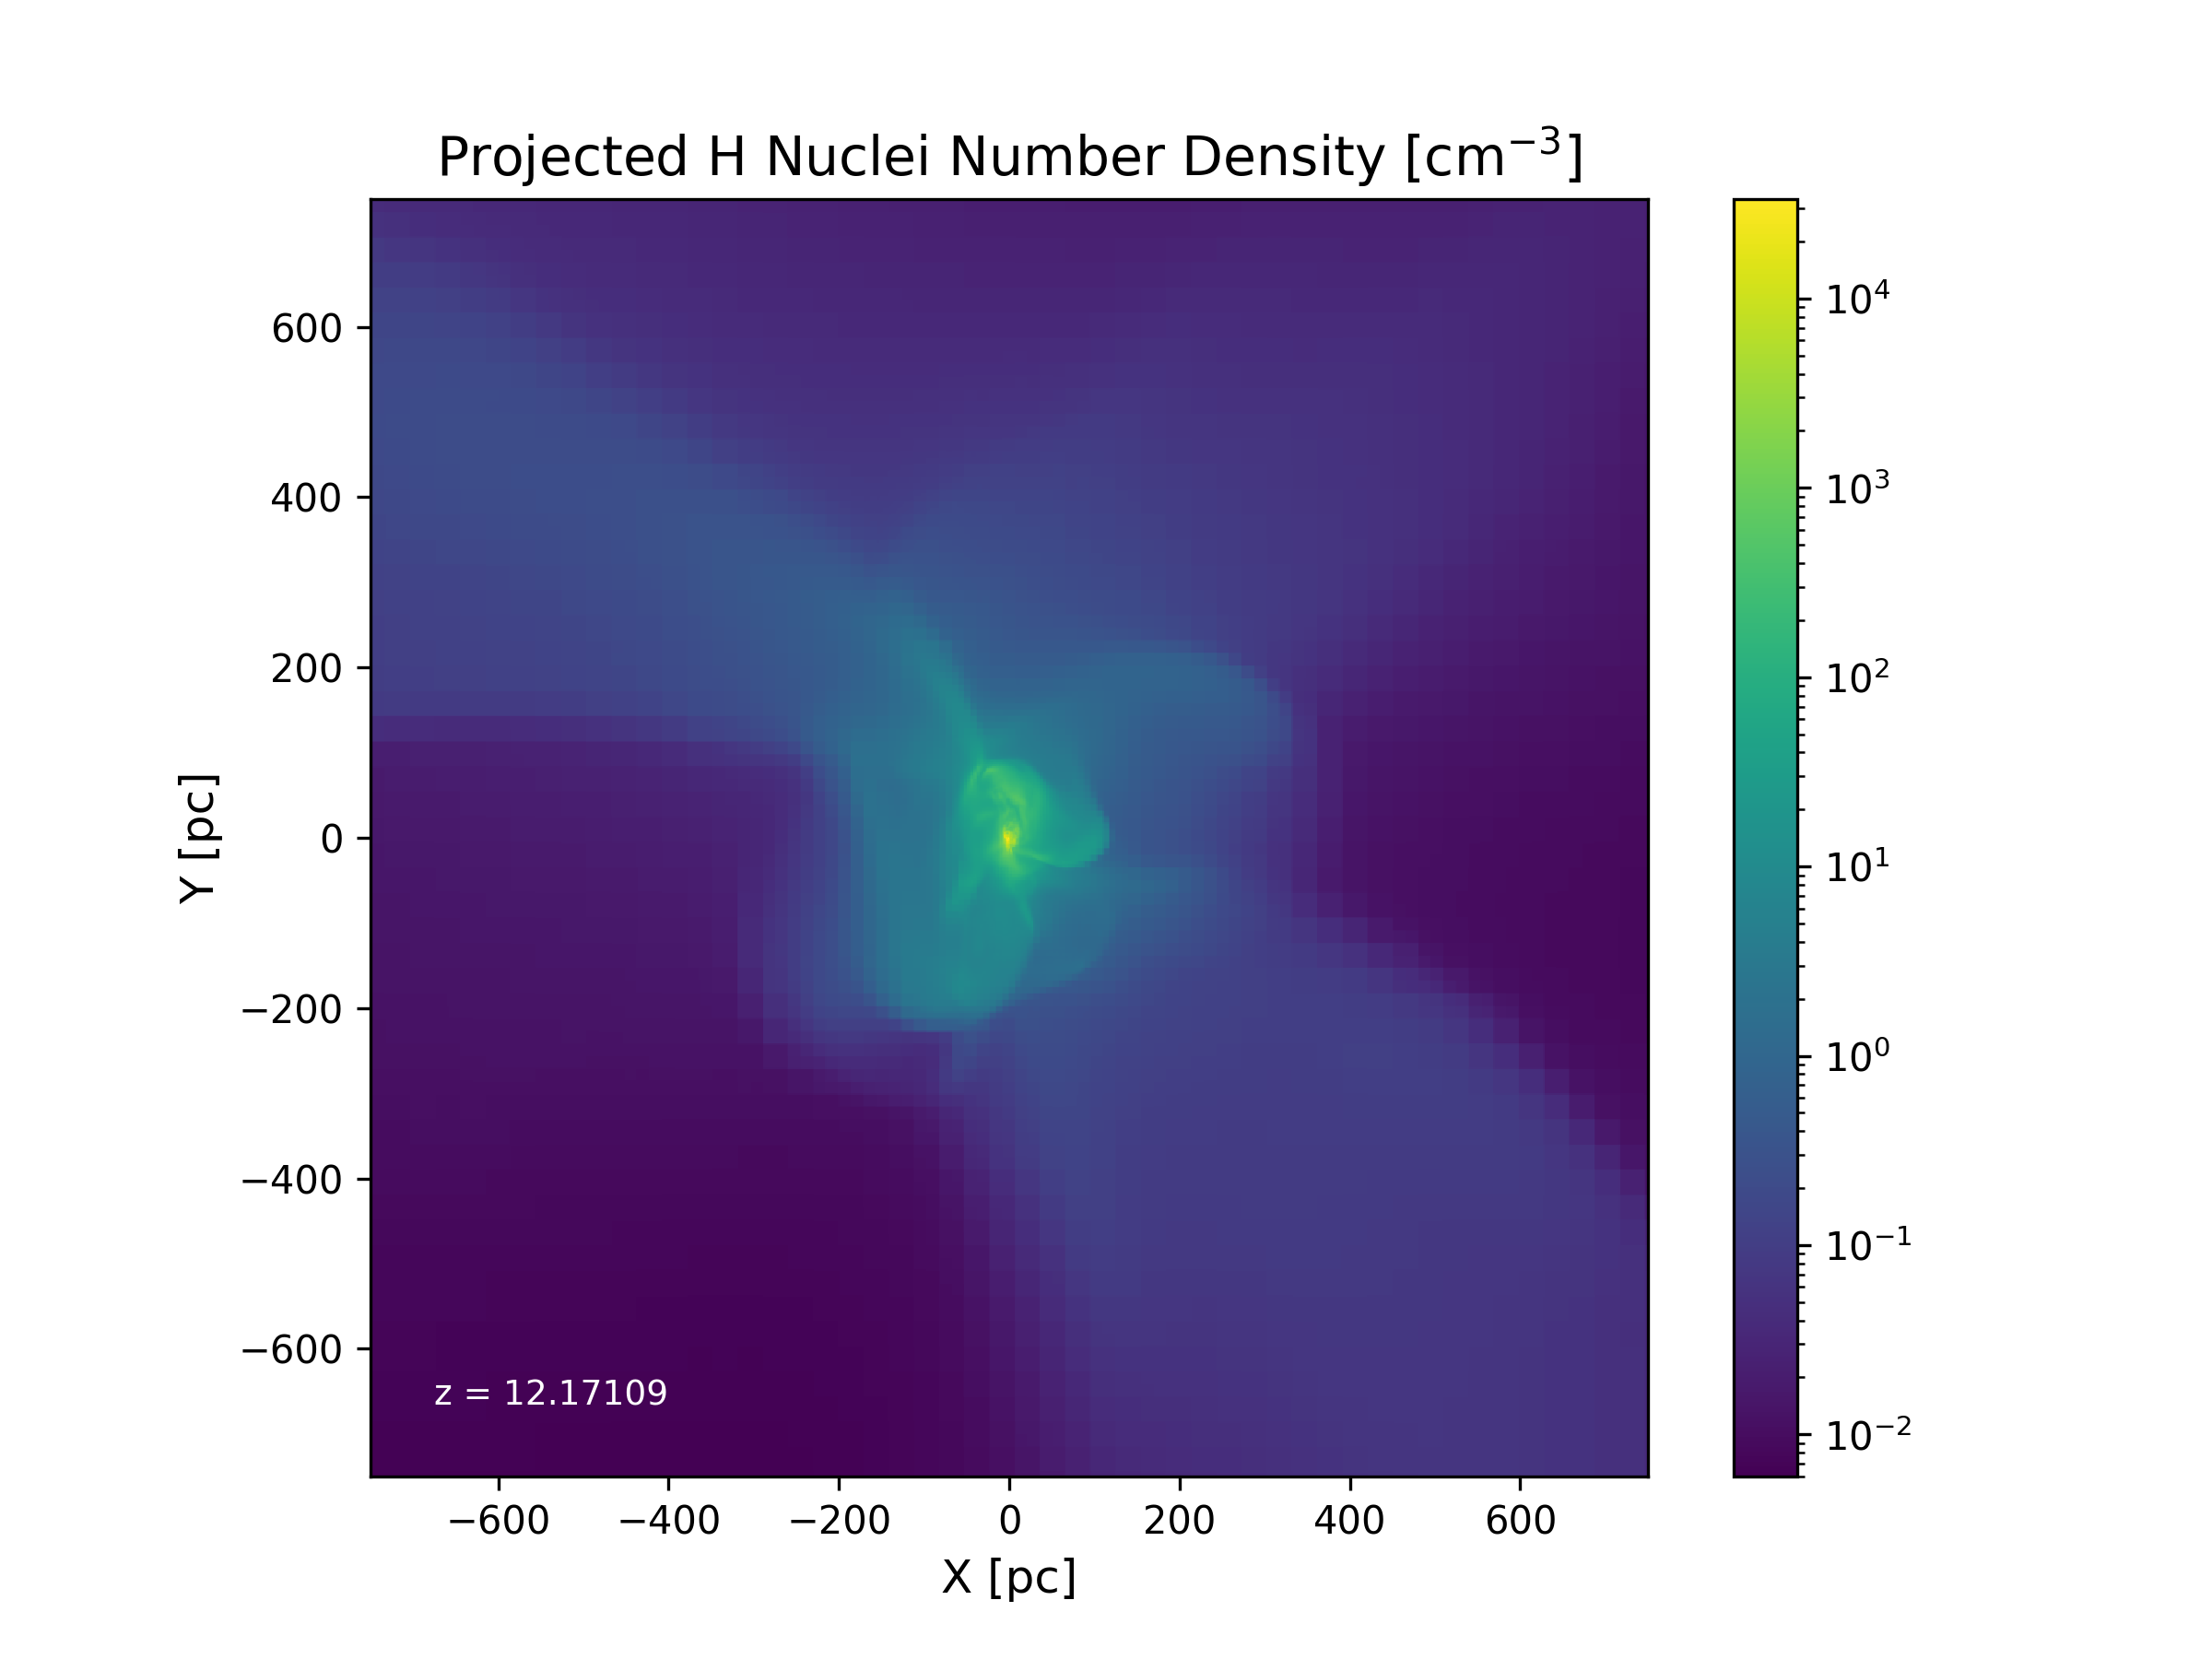 Projected H Nuclei Number Density [cm⁻³]
600
400
200
0
−200
−400
−600
Y [pc]
z = 12.17109
−600 −400 −200 0 200 400 600
X [pc]
10⁴
10³
10²
10¹
10⁰
10⁻¹
10⁻²